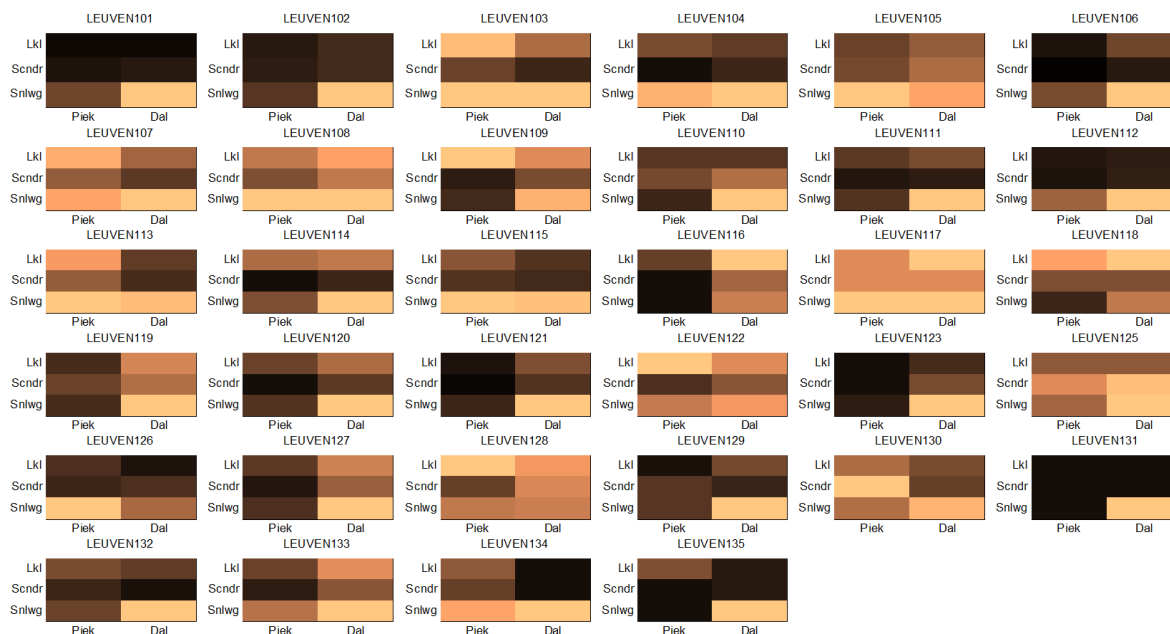 LEUVEN101 LEUVEN102 LEUVEN103 LEUVEN104 LEUVEN105 LEUVEN106
Lkl Lkl Lkl Lkl Lkl Lkl
Scndr Scndr Scndr Scndr Scndr Scndr
Snlwg Snlwg Snlwg Snlwg Snlwg Snlwg
Piek Dal Piek Dal Piek Dal Piek Dal Piek Dal Piek Dal
LEUVEN107 LEUVEN108 LEUVEN109 LEUVEN110 LEUVEN111 LEUVEN112
Lkl Lkl Lkl Lkl Lkl Lkl
Scndr Scndr Scndr Scndr Scndr Scndr
Snlwg Snlwg Snlwg Snlwg Snlwg Snlwg
Piek Dal Piek Dal Piek Dal Piek Dal Piek Dal Piek Dal
LEUVEN113 LEUVEN114 LEUVEN115 LEUVEN116 LEUVEN117 LEUVEN118
Lkl Lkl Lkl Lkl Lkl Lkl
Scndr Scndr Scndr Scndr Scndr Scndr
Snlwg Snlwg Snlwg Snlwg Snlwg Snlwg
Piek Dal Piek Dal Piek Dal Piek Dal Piek Dal Piek Dal
LEUVEN119 LEUVEN120 LEUVEN121 LEUVEN122 LEUVEN123 LEUVEN125
Lkl Lkl Lkl Lkl Lkl Lkl
Scndr Scndr Scndr Scndr Scndr Scndr
Snlwg Snlwg Snlwg Snlwg Snlwg Snlwg
Piek Dal Piek Dal Piek Dal Piek Dal Piek Dal Piek Dal
LEUVEN126 LEUVEN127 LEUVEN128 LEUVEN129 LEUVEN130 LEUVEN131
Lkl Lkl Lkl Lkl Lkl Lkl
Scndr Scndr Scndr Scndr Scndr Scndr
Snlwg Snlwg Snlwg Snlwg Snlwg Snlwg
Piek Dal Piek Dal Piek Dal Piek Dal Piek Dal Piek Dal
LEUVEN132 LEUVEN133 LEUVEN134 LEUVEN135
Lkl Lkl Lkl Lkl
Scndr Scndr Scndr Scndr
Snlwg Snlwg Snlwg Snlwg
Piek Dal Piek Dal Piek Dal Piek Dal